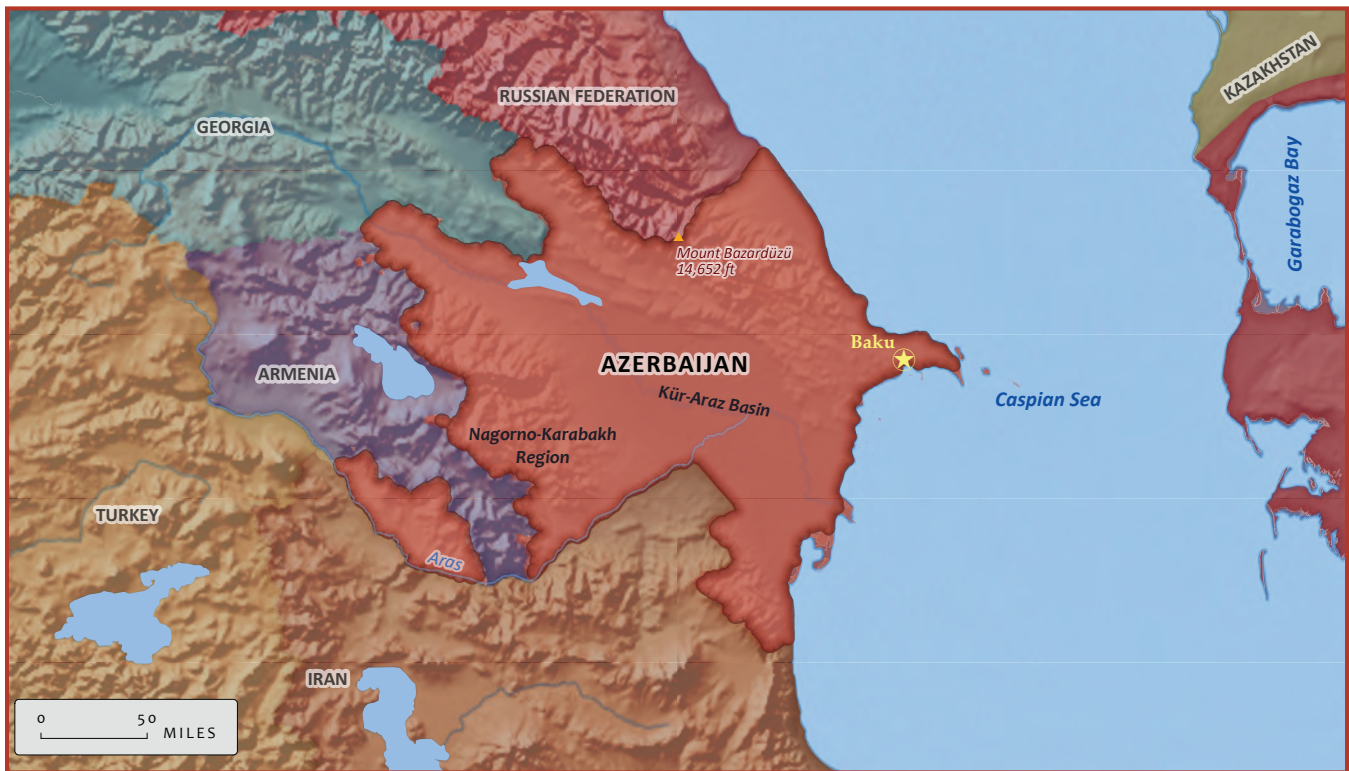 RUSSIAN FEDERATION
KAZAKHSTAN
GEORGIA
Garabogaz Bay
Mount Bazardüzü
14,652 ft
Baku
AZERBAIJAN
ARMENIA
Kür-Araz Basin
Caspian Sea
Nagorno-Karabakh
Region
TURKEY
Aras
IRAN
0 50
MILES